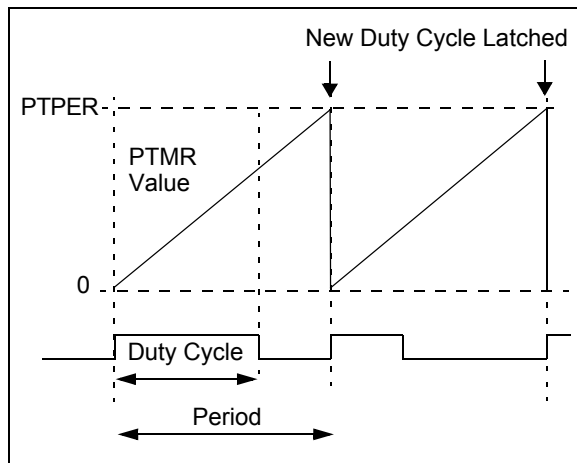 New Duty Cycle Latched
PTPER
PTMR
Value
0
Duty Cycle
Period